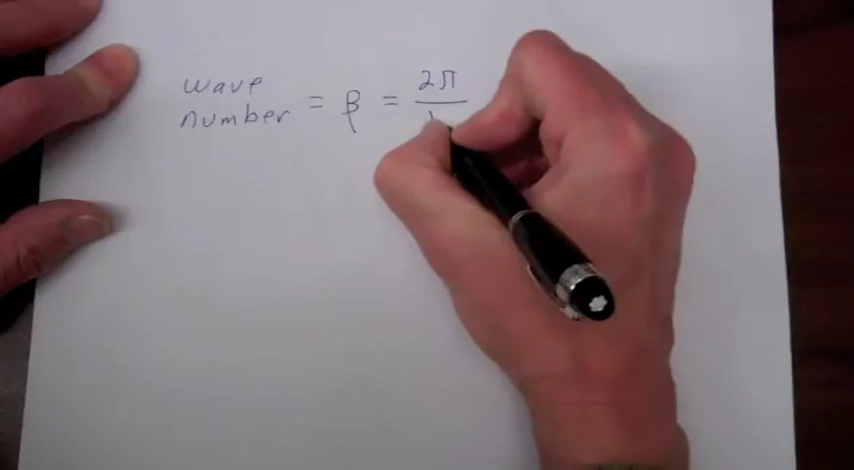 wave
number = β = 2π